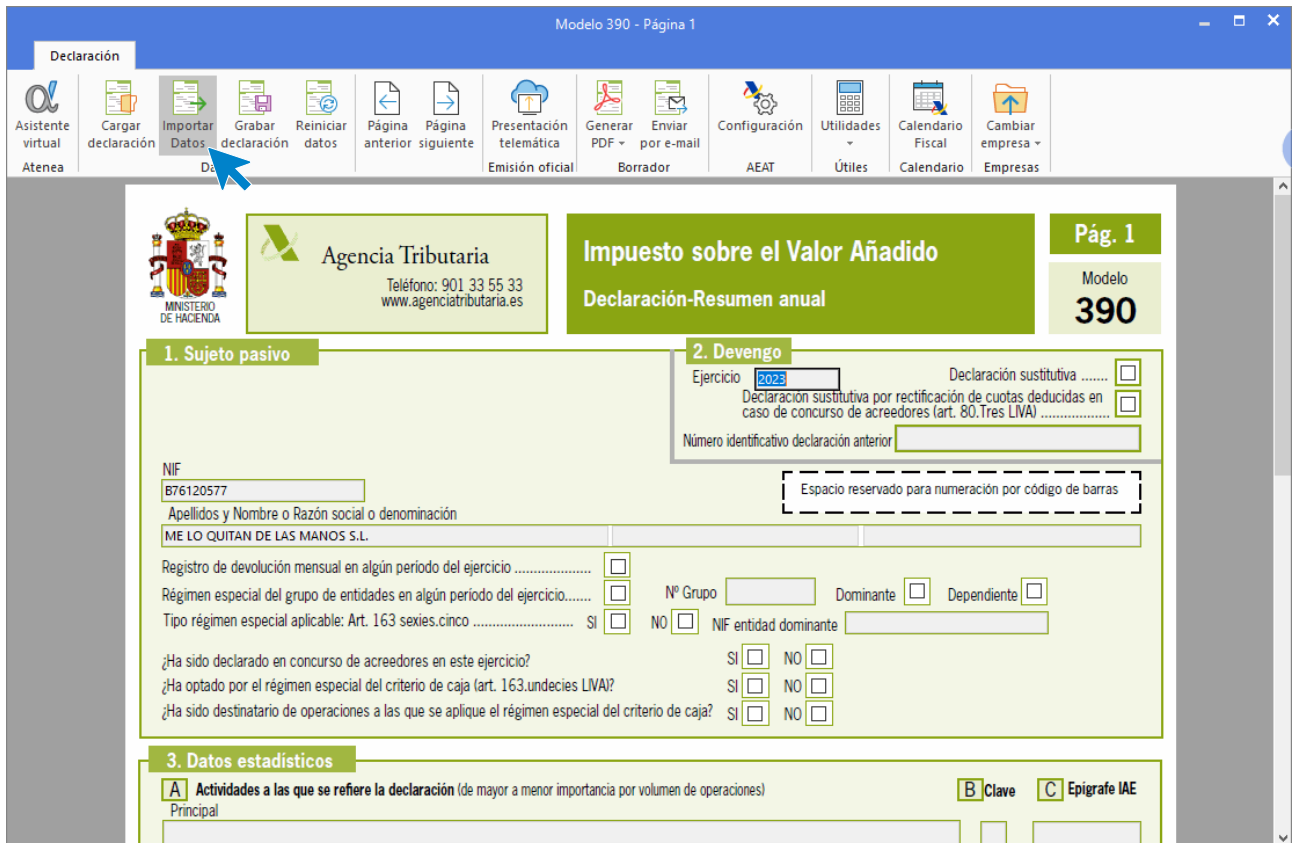 Modelo 390 - Página 1
Declaración
Asistente virtual
Cargar declaración
Importar Datos
Grabar declaración
Reiniciar datos
Página anterior
Página siguiente
Presentación telemática
Generar PDF
Enviar por e-mail
Configuración
Utilidades
Calendario Fiscal
Cambiar empresa
Atenea
Emisión oficial
Borrador
AEAT
Útiles
Calendario
Empresas
MINISTERIO
DE HACIENDA
Agencia Tributaria
Teléfono: 901 33 55 33
www.agenciatributaria.es
Impuesto sobre el Valor Añadido
Declaración-Resumen anual
Pág. 1
Modelo
390
1. Sujeto pasivo
2. Devengo
Ejercicio 2023
Declaración sustitutiva .......
Declaración sustitutiva por rectificación de cuotas deducidas en
caso de concurso de acreedores (art. 80.Tres LIVA) ..................
Número identificativo declaración anterior
NIF
B76120577
Espacio reservado para numeración por código de barras
Apellidos y Nombre o Razón social o denominación
ME LO QUITAN DE LAS MANOS S.L.
Registro de devolución mensual en algún período del ejercicio ....................
Régimen especial del grupo de entidades en algún período del ejercicio....... Nº Grupo Dominante Dependiente
Tipo régimen especial aplicable: Art. 163 sexies.cinco .......................... SI NO NIF entidad dominante
¿Ha sido declarado en concurso de acreedores en este ejercicio? SI NO
¿Ha optado por el régimen especial del criterio de caja (art. 163.undecies LIVA)? SI NO
¿Ha sido destinatario de operaciones a las que se aplique el régimen especial del criterio de caja? SI NO
3. Datos estadísticos
A Actividades a las que se refiere la declaración (de mayor a menor importancia por volumen de operaciones) B Clave C Epígrafe IAE
Principal